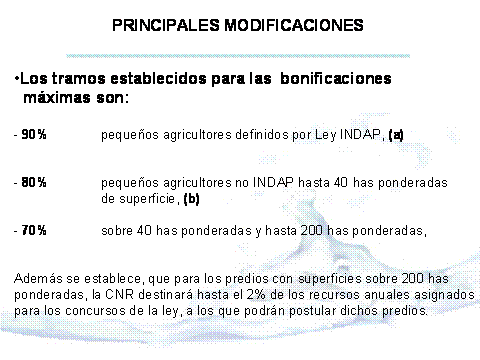 PRINCIPALES MODIFICACIONES
•Los tramos establecidos para las bonificaciones
máximas son:
- 90% pequeños agricultores definidos por Ley INDAP, (a)
- 80% pequeños agricultores no INDAP hasta 40 has ponderadas
de superficie, (b)
- 70% sobre 40 has ponderadas y hasta 200 has ponderadas,
Además se establece, que para los predios con superficies sobre 200 has
ponderadas, la CNR destinará hasta el 2% de los recursos anuales asignados
para los concursos de la ley, a los que podrán postular dichos predios.